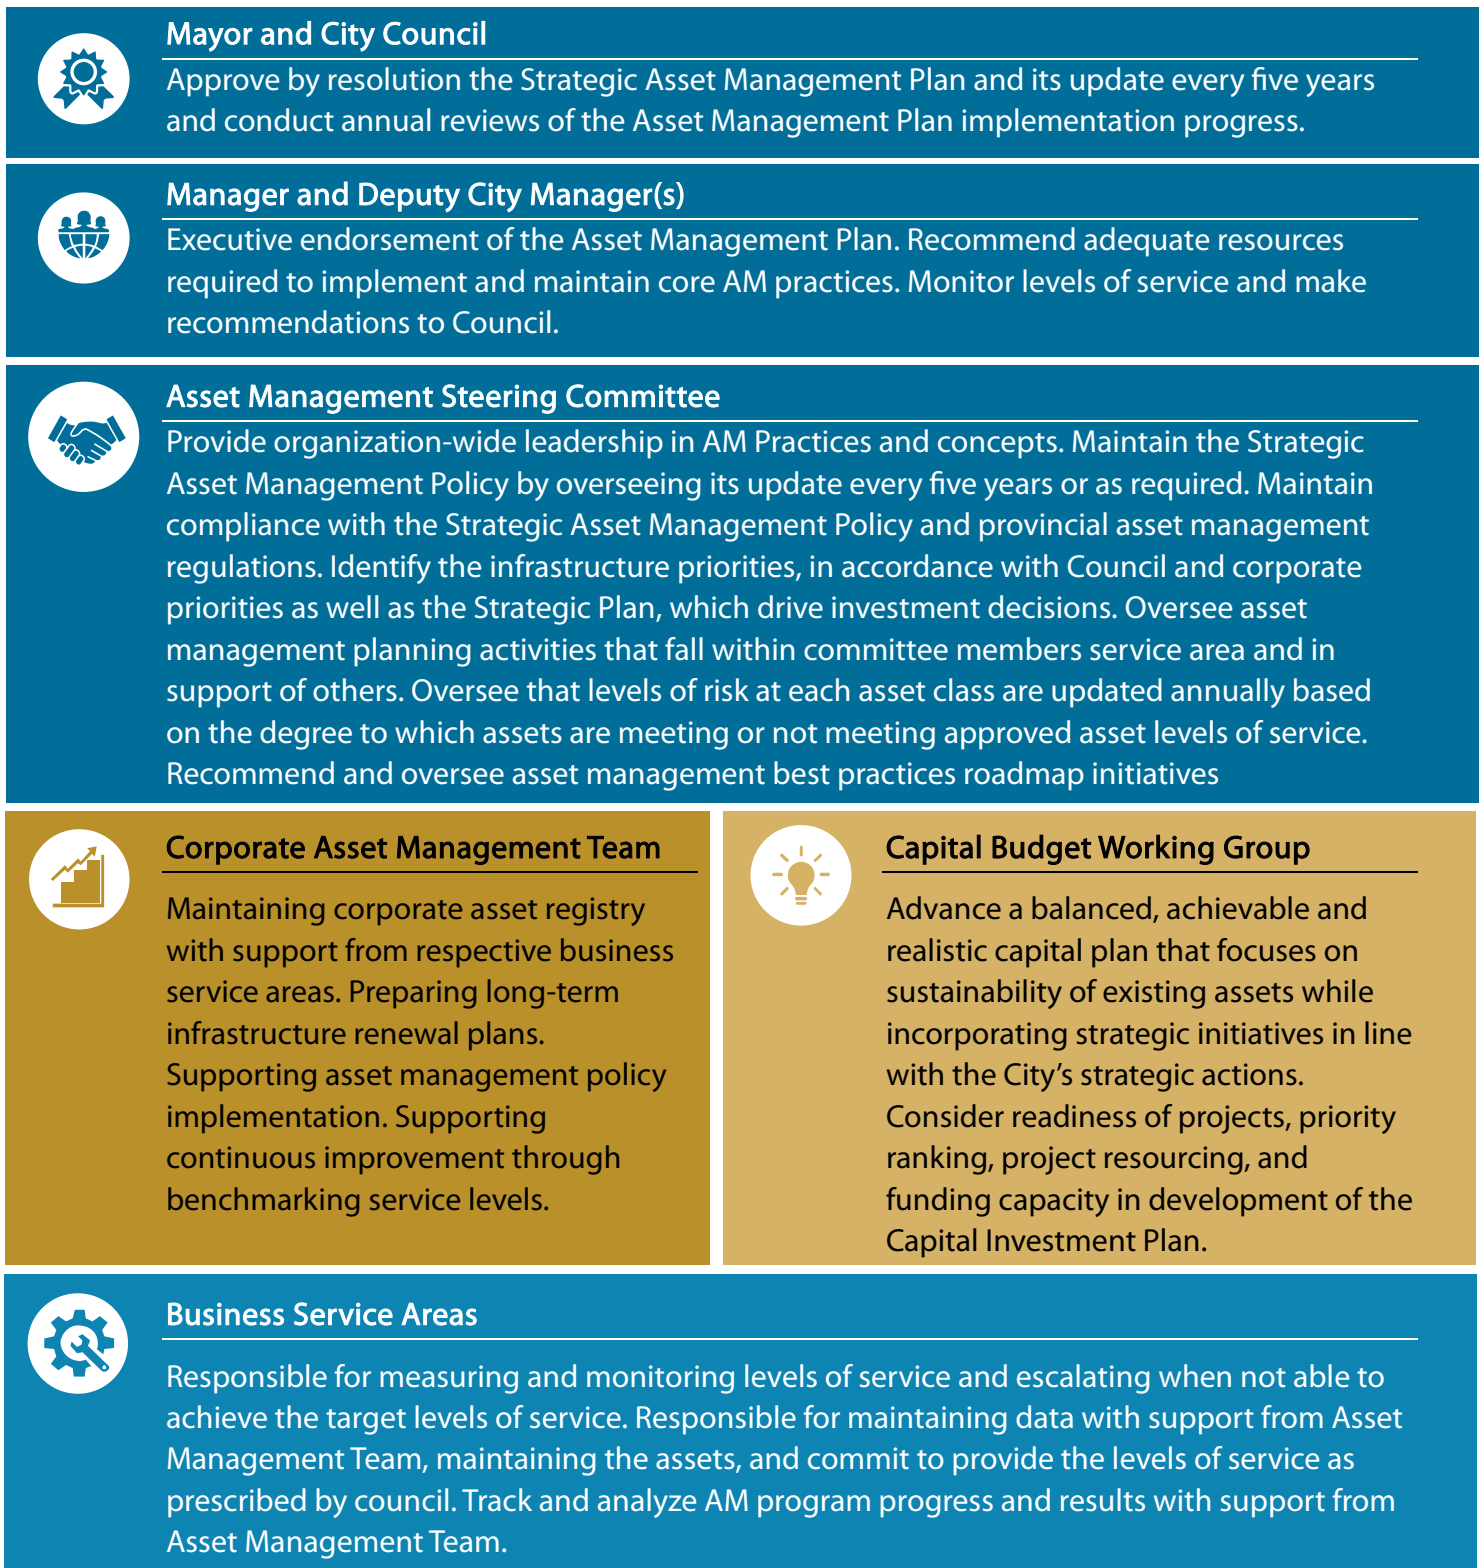 Mayor and City Council
Approve by resolution the Strategic Asset Management Plan and its update every five years
and conduct annual reviews of the Asset Management Plan implementation progress.
Manager and Deputy City Manager(s)
Executive endorsement of the Asset Management Plan. Recommend adequate resources
required to implement and maintain core AM practices. Monitor levels of service and make
recommendations to Council.
Asset Management Steering Committee
Provide organization-wide leadership in AM Practices and concepts. Maintain the Strategic
Asset Management Policy by overseeing its update every five years or as required. Maintain
compliance with the Strategic Asset Management Policy and provincial asset management
regulations. Identify the infrastructure priorities, in accordance with Council and corporate
priorities as well as the Strategic Plan, which drive investment decisions. Oversee asset
management planning activities that fall within committee members service area and in
support of others. Oversee that levels of risk at each asset class are updated annually based
on the degree to which assets are meeting or not meeting approved asset levels of service.
Recommend and oversee asset management best practices roadmap initiatives
Corporate Asset Management Team
Maintaining corporate asset registry
with support from respective business
service areas. Preparing long-term
infrastructure renewal plans.
Supporting asset management policy
implementation. Supporting
continuous improvement through
benchmarking service levels.
Capital Budget Working Group
Advance a balanced, achievable and
realistic capital plan that focuses on
sustainability of existing assets while
incorporating strategic initiatives in line
with the City’s strategic actions.
Consider readiness of projects, priority
ranking, project resourcing, and
funding capacity in development of the
Capital Investment Plan.
Business Service Areas
Responsible for measuring and monitoring levels of service and escalating when not able to
achieve the target levels of service. Responsible for maintaining data with support from Asset
Management Team, maintaining the assets, and commit to provide the levels of service as
prescribed by council. Track and analyze AM program progress and results with support from
Asset Management Team.